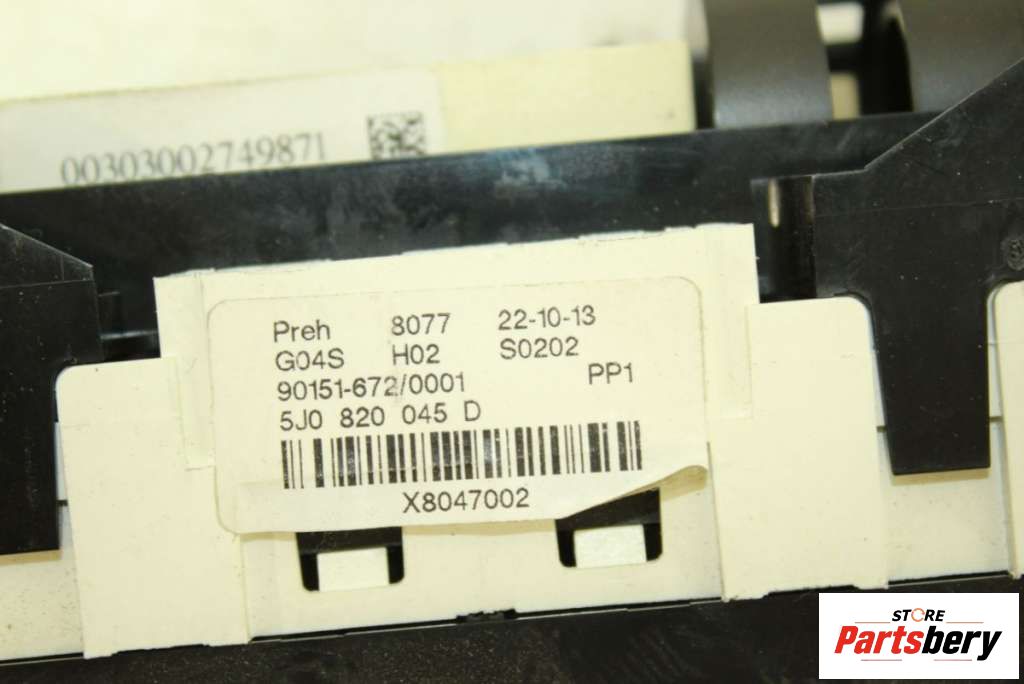 00303002749871
Preh 8077 22-10-13
G04S H02 S0202
90151-672/0001 PP1
5J0 820 045 D
X8047002
STORE
Partsbery